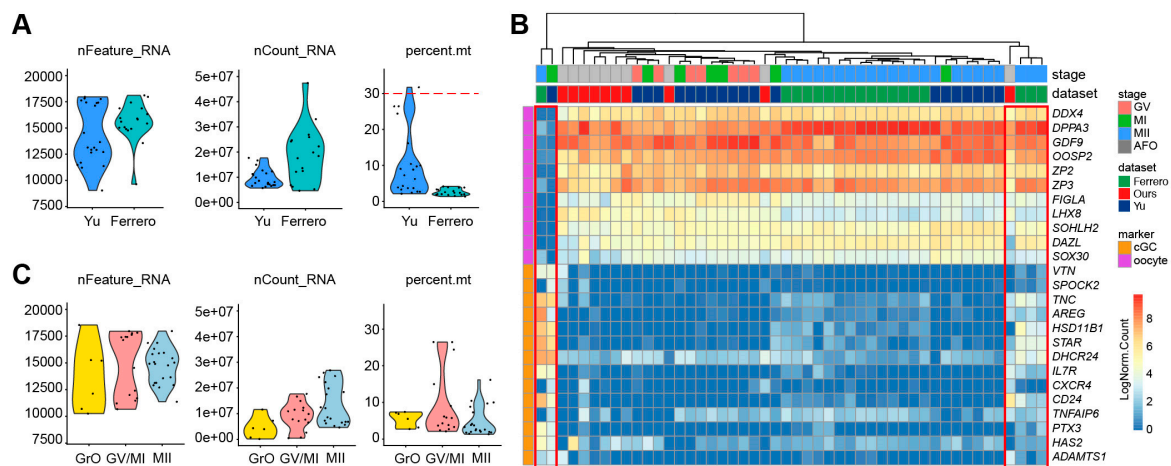 A
nFeature_RNA
nCount_RNA
percent.mt
20000
17500
15000
12500
10000
7500
Yu Ferrero
5e+07
4e+07
3e+07
2e+07
1e+07
0e+00
Yu Ferrero
30
20
10
0
Yu Ferrero
B
stage
dataset
DDX4
DPPA3
GDF9
OOSP2
ZP2
ZP3
FIGLA
LHX8
SOHLH2
DAZL
SOX30
VTN
SPOCK2
TNC
AREG
HSD11B1
STAR
DHCR24
IL7R
CXCR4
CD24
TNFAIP6
PTX3
HAS2
ADAMTS1
stage
GV
MI
MII
AFO
dataset
Ferrero
Ours
Yu
marker
cGC
oocyte
LogNorm.Count
8
6
4
2
0
C
nFeature_RNA
nCount_RNA
percent.mt
20000
17500
15000
12500
10000
7500
GrO GV/MI MII
5e+07
4e+07
3e+07
2e+07
1e+07
0e+00
GrO GV/MI MII
30
20
10
0
GrO GV/MI MII